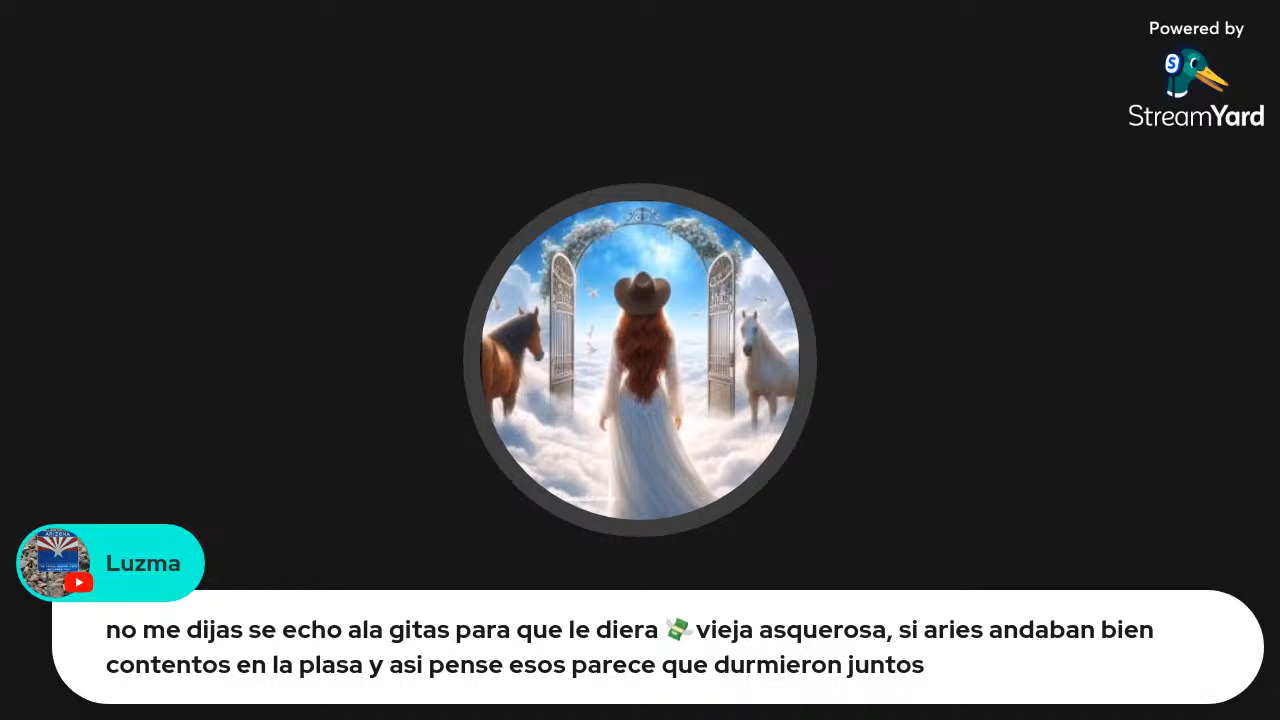 Powered by
StreamYard
ARIZONA
Luzma
no me dijas se echo ala gitas para que le diera 💸vieja asquerosa, si aries andaban bien
contentos en la plasa y asi pense esos parece que durmieron juntos